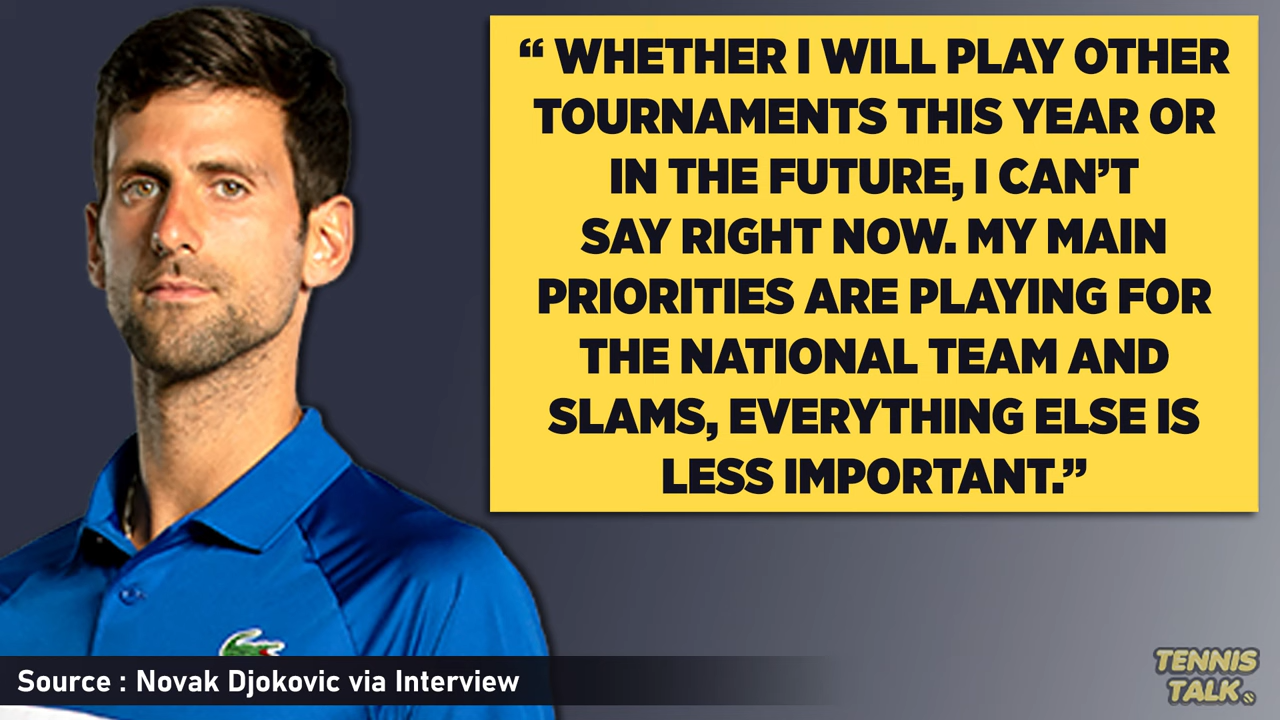 “ WHETHER I WILL PLAY OTHER
TOURNAMENTS THIS YEAR OR
IN THE FUTURE, I CAN’T
SAY RIGHT NOW. MY MAIN
PRIORITIES ARE PLAYING FOR
THE NATIONAL TEAM AND
SLAMS, EVERYTHING ELSE IS
LESS IMPORTANT.”
Source : Novak Djokovic via Interview
TENNIS
TALK